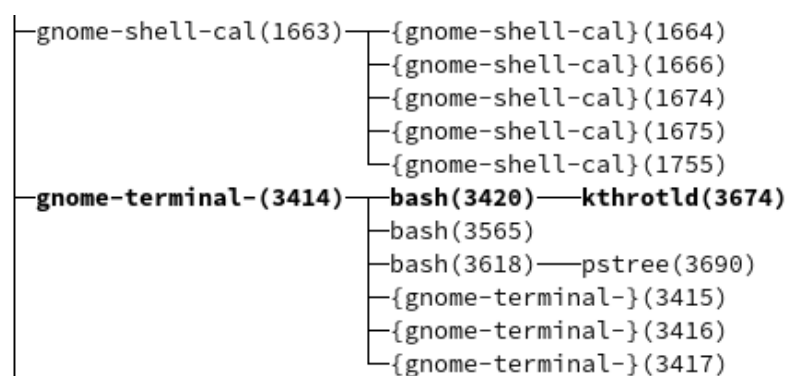 gnome-shell-cal(1663) {gnome-shell-cal}(1664)
{gnome-shell-cal}(1666)
{gnome-shell-cal}(1674)
{gnome-shell-cal}(1675)
{gnome-shell-cal}(1755)
gnome-terminal-(3414) bash(3420) kthrotld(3674)
bash(3565)
bash(3618) pstree(3690)
{gnome-terminal-}(3415)
{gnome-terminal-}(3416)
{gnome-terminal-}(3417)